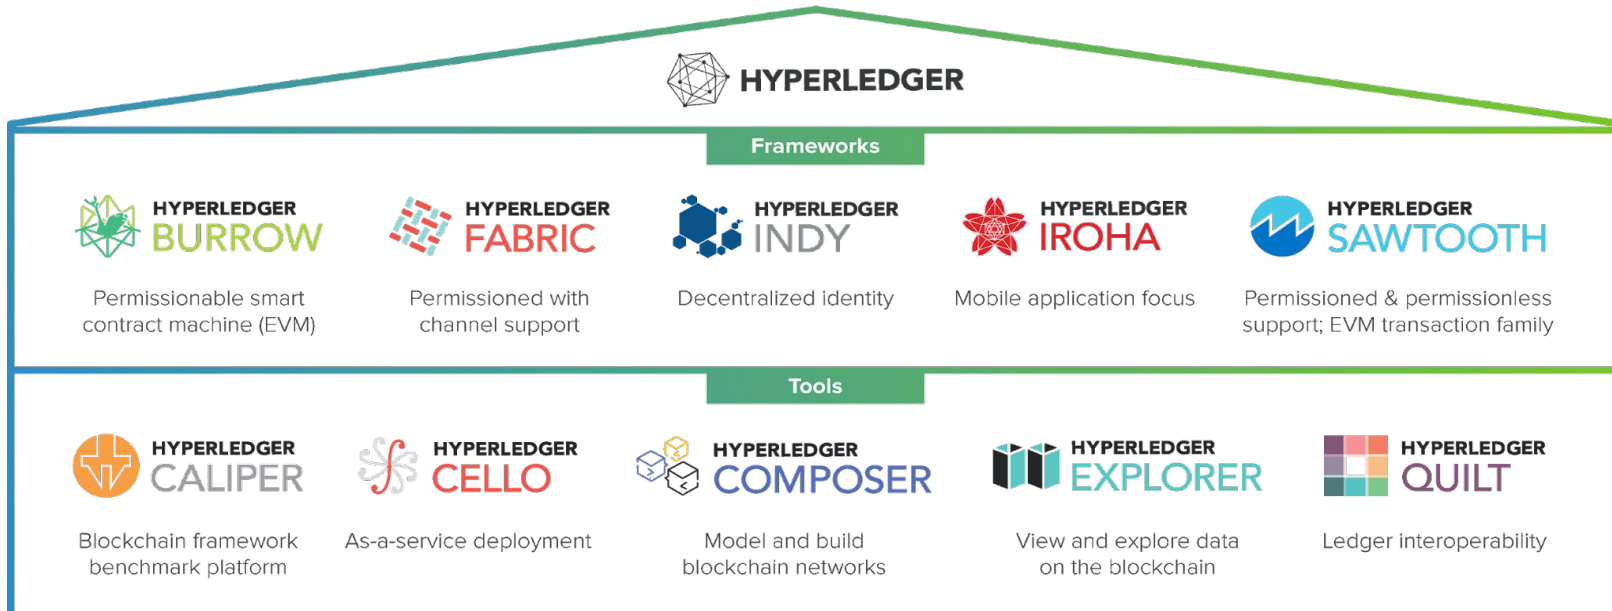 HYPERLEDGER
Frameworks
HYPERLEDGER
BURROW
Permissionable smart
contract machine (EVM)
HYPERLEDGER
FABRIC
Permissioned with
channel support
HYPERLEDGER
INDY
Decentralized identity
HYPERLEDGER
IROHA
Mobile application focus
HYPERLEDGER
SAWTOOTH
Permissioned & permissionless
support; EVM transaction family
Tools
HYPERLEDGER
CALIPER
Blockchain framework
benchmark platform
HYPERLEDGER
CELLO
As-a-service deployment
HYPERLEDGER
COMPOSER
Model and build
blockchain networks
HYPERLEDGER
EXPLORER
View and explore data
on the blockchain
HYPERLEDGER
QUILT
Ledger interoperability